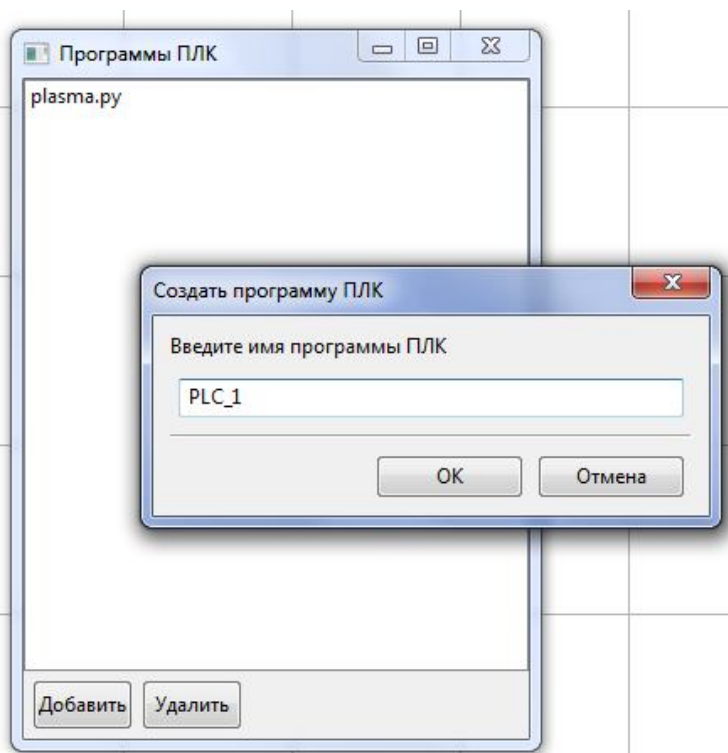 Программы ПЛК
plasma.py
Создать программу ПЛК
Введите имя программы ПЛК
PLC_1
OK
Отмена
Добавить
Удалить